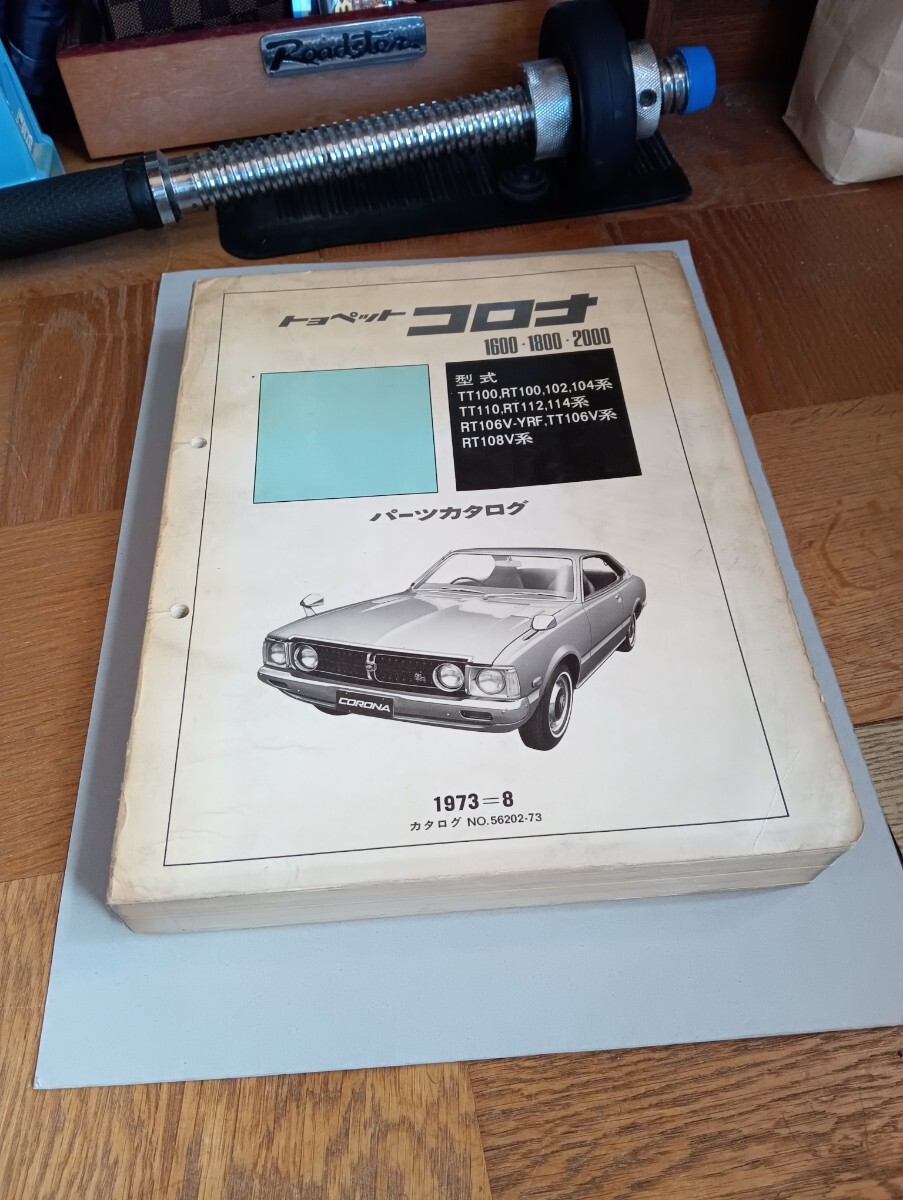 Roadster
トヨペット コロナ
1600・1800・2000
型式
TT100,RT100,102,104系
TT110,RT112,114系
RT106V-YRF,TT106V系
RT108V系
パーツカタログ
CORONA
1973=8
カタログ NO.56202-73